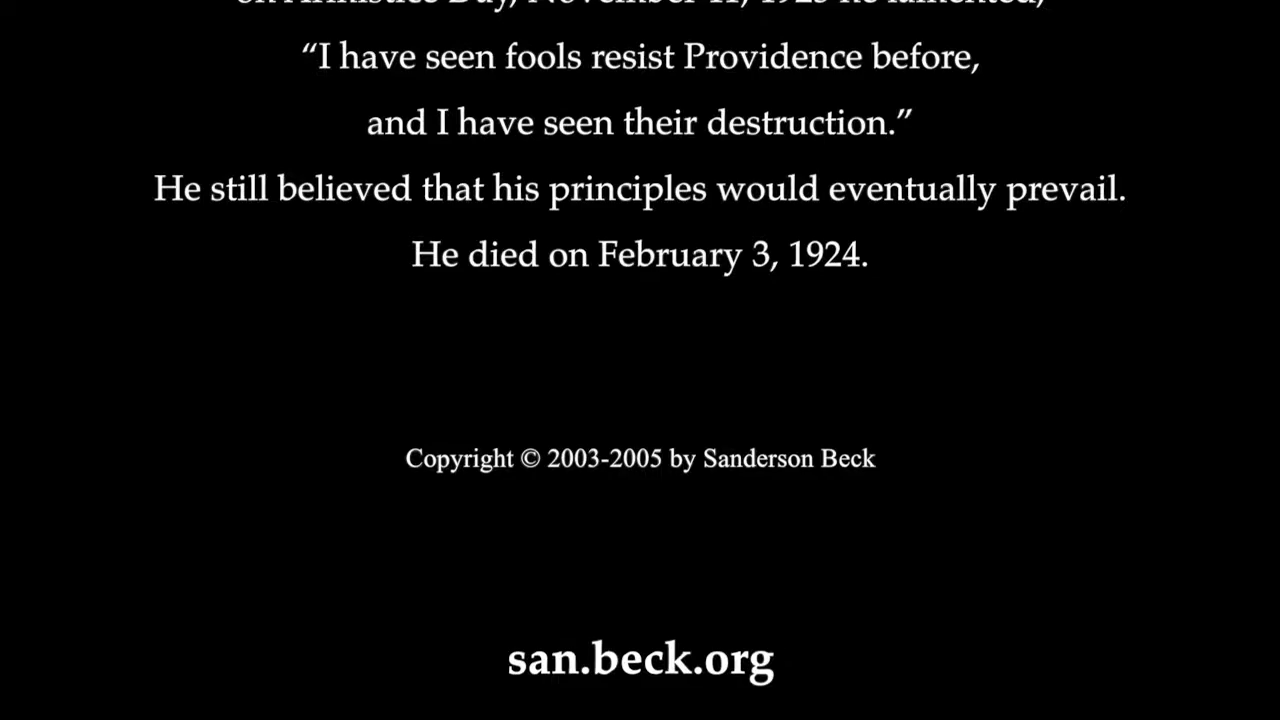 on Armistice Day, November 11, 1923 he lamented,
“I have seen fools resist Providence before,
and I have seen their destruction.”
He still believed that his principles would eventually prevail.
He died on February 3, 1924.
Copyright © 2003-2005 by Sanderson Beck
san.beck.org